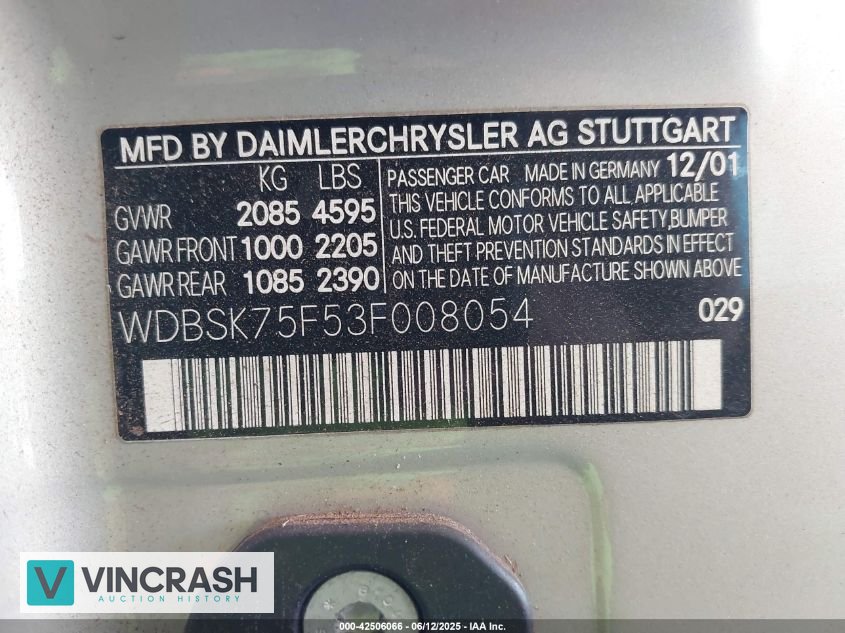 MFD BY DAIMLERCHRYSLER AG STUTTGART
KG LBS
GVWR 2085 4595
GAWR FRONT 1000 2205
GAWR REAR 1085 2390
PASSENGER CAR MADE IN GERMANY 12/01
THIS VEHICLE CONFORMS TO ALL APPLICABLE
U.S. FEDERAL MOTOR VEHICLE SAFETY, BUMPER
AND THEFT PREVENTION STANDARDS IN EFFECT
ON THE DATE OF MANUFACTURE SHOWN ABOVE
WDBSK75F53F008054 029
VINCRASH
AUCTION HISTORY
000-42506066 - 06/12/2025 - IAA Inc.